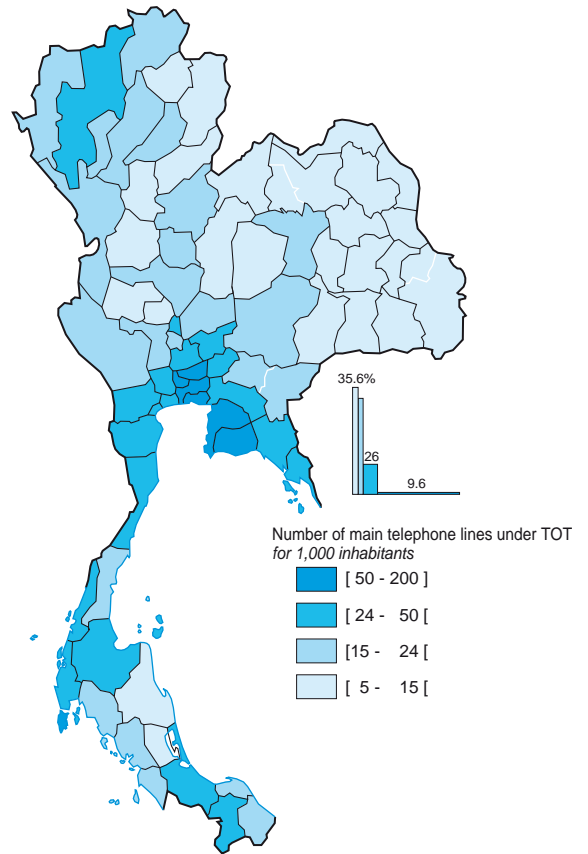 35.6%
26
9.6
Number of main telephone lines under TOT
for 1,000 inhabitants
[ 50 - 200 ]
[ 24 - 50 [
[15 - 24 [
[ 5 - 15 [